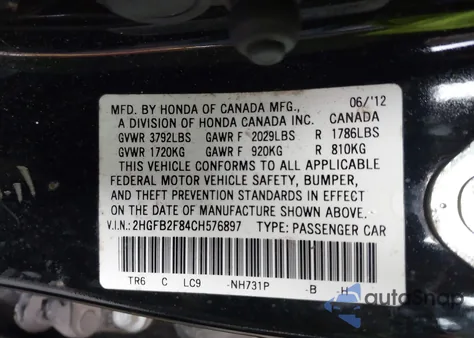 MFD. BY HONDA OF CANADA MFG., 06/'12
A DIVISION OF HONDA CANADA INC. CANADA
GVWR 3792LBS GAWR F 2029LBS R 1786LBS
GVWR 1720KG GAWR F 920KG R 810KG
THIS VEHICLE CONFORMS TO ALL APPLICABLE
FEDERAL MOTOR VEHICLE SAFETY, BUMPER,
AND THEFT PREVENTION STANDARDS IN EFFECT
ON THE DATE OF MANUFACTURE SHOWN ABOVE.
V.I.N.: 2HGFB2F84CH576897 TYPE: PASSENGER CAR
TR6 C LC9 -NH731P -B -H
autoSnap